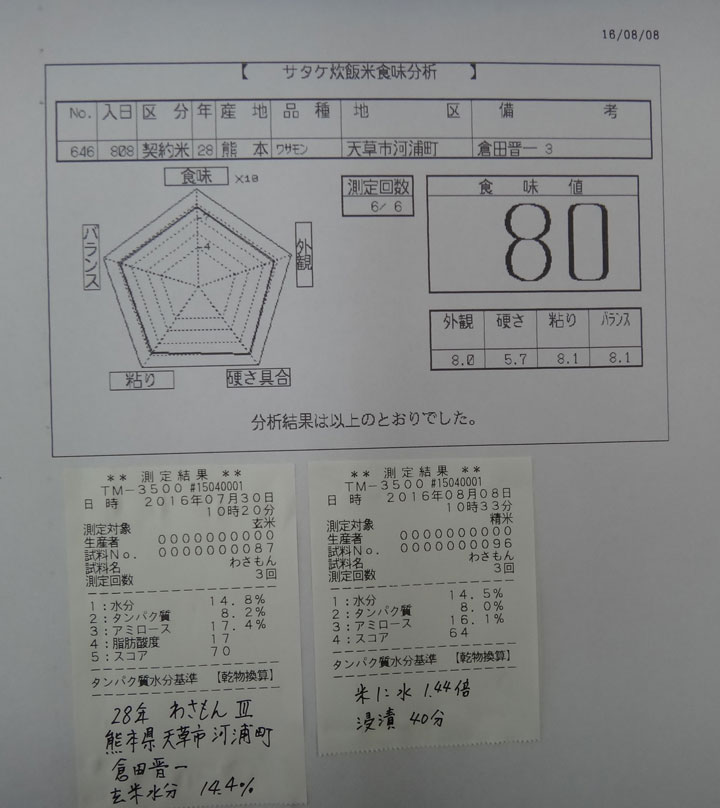 16/08/08
【 サタケ炊飯米食味分析 】
No. 入日 区分 年 産地 品種 地区 備考
646 808 契約米 28 熊本 ワサモン 天草市河浦町 倉田晋一 3
食味 ×10
測定回数
6/ 6
食味値
80
バランス
外観
4
粘り
硬さ具合
外観 硬さ 粘り バランス
8.0 5.7 8.1 8.1
分析結果は以上のとおりでした。
** 測定結果 **
TM-3500 #15040001
日 時 2016年07月30日
10時20分
測定対象 玄米
生産者 0000000000
試料No. 0000000087
試料名 わさもん
測定回数 3回
1:水分 14.8%
2:タンパク質 8.2%
3:アミロース 17.4%
4:脂肪酸度 17
5:スコア 70
タンパク質水分基準 【乾物換算】
28年 わさもん III
熊本県天草市河浦町
倉田晋一
玄米水分 14.4%
** 測定結果 **
TM-3500 #15040001
日 時 2016年08月08日
10時33分
測定対象 精米
生産者 0000000000
試料No. 0000000096
試料名 わさもん
測定回数 3回
1:水分 14.5%
2:タンパク質 8.0%
3:アミロース 16.1%
4:スコア 64
タンパク質水分基準 【乾物換算】
米1に水 1.44倍
浸漬 40分